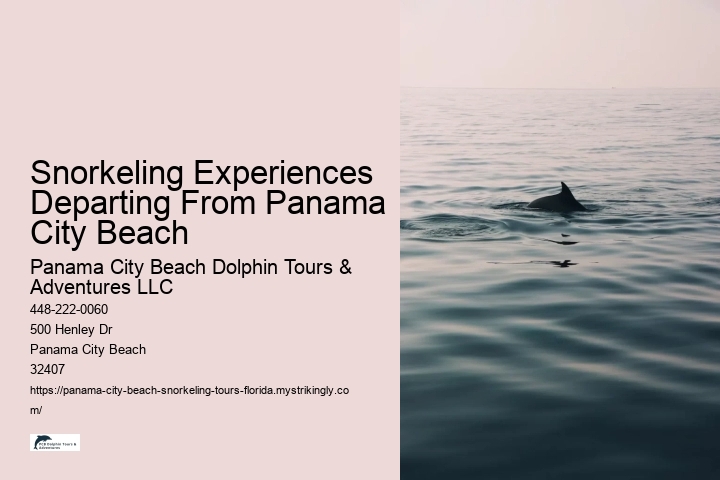 Snorkeling Experiences
Departing From Panama
City Beach
Panama City Beach Dolphin Tours &
Adventures LLC
448-222-0060
500 Henley Dr
Panama City Beach
32407
https://panama-city-beach-snorkeling-tours-florida.mystrikingly.co
m/
PCB Dolphin Tours &
Adventures